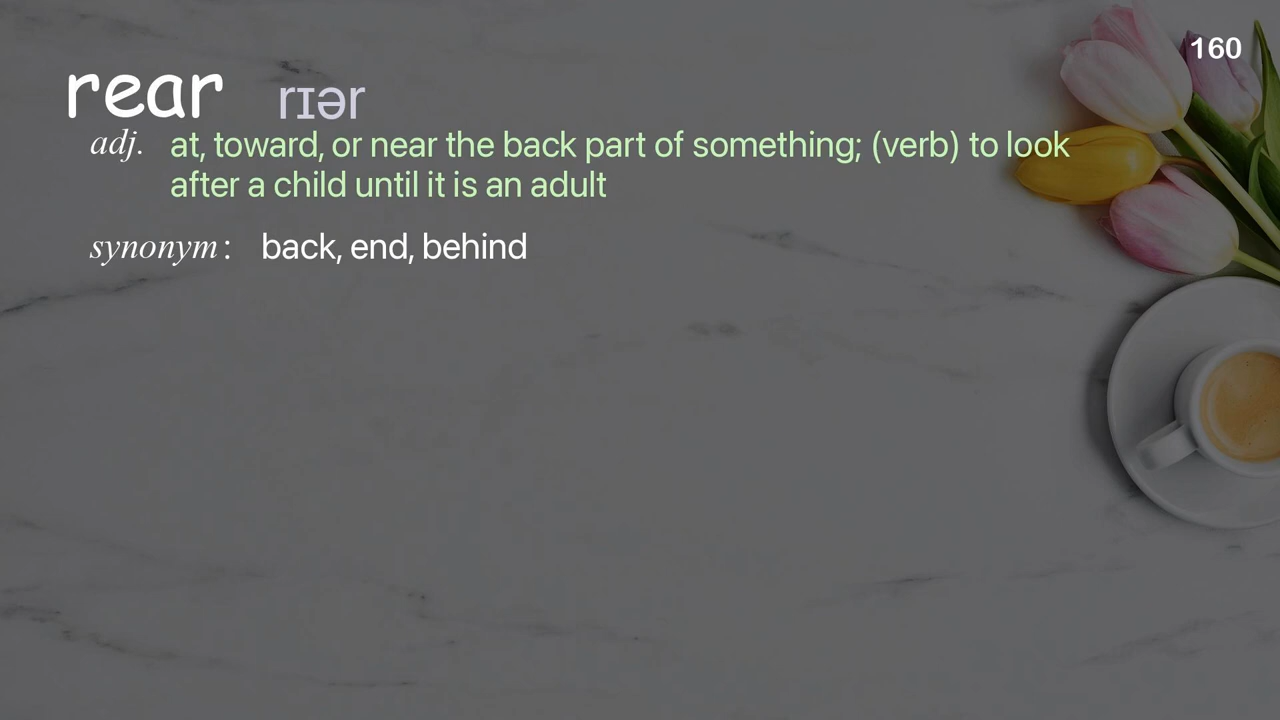 160
rear rɪər
adj. at, toward, or near the back part of something; (verb) to look
after a child until it is an adult
synonym : back, end, behind